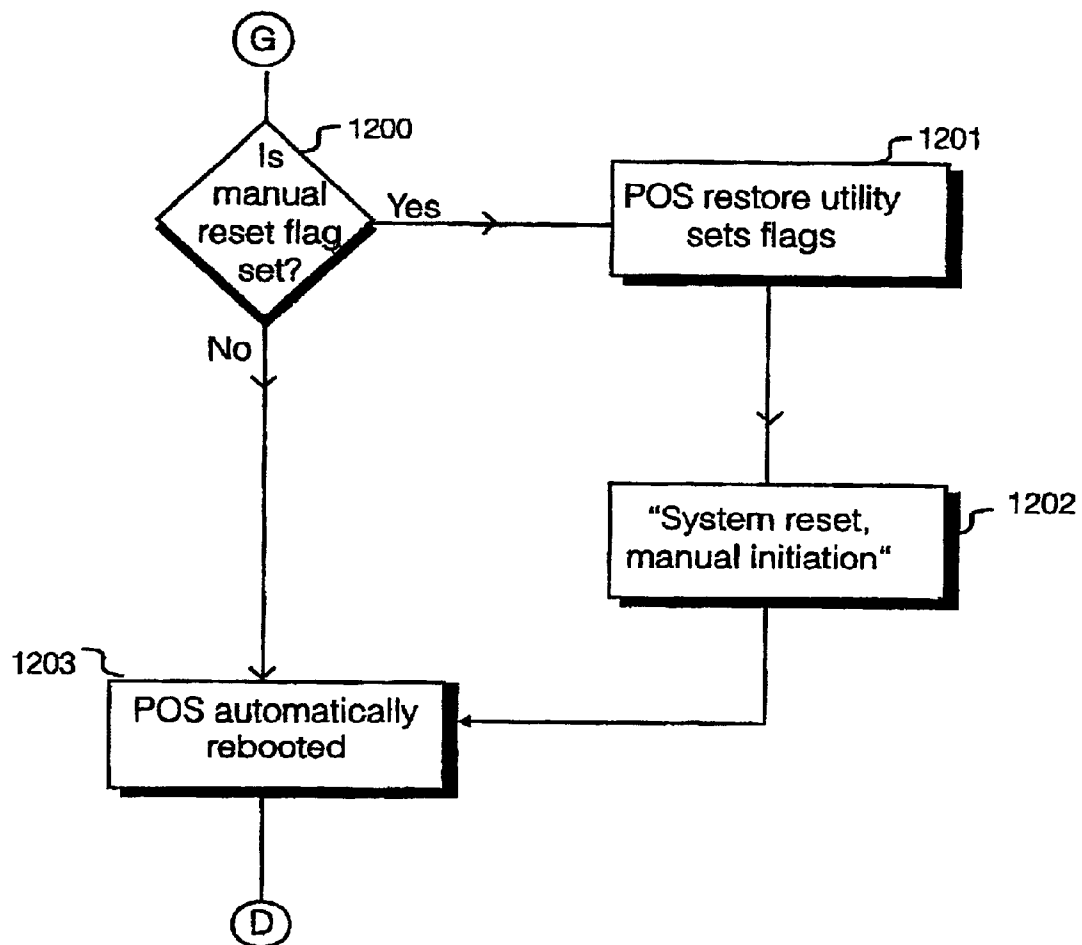 G
1200
Is
manual
reset flag
set?
Yes
No
1201
POS restore utility
sets flags
“System reset,
manual initiation“
1202
1203
POS automatically
rebooted
D